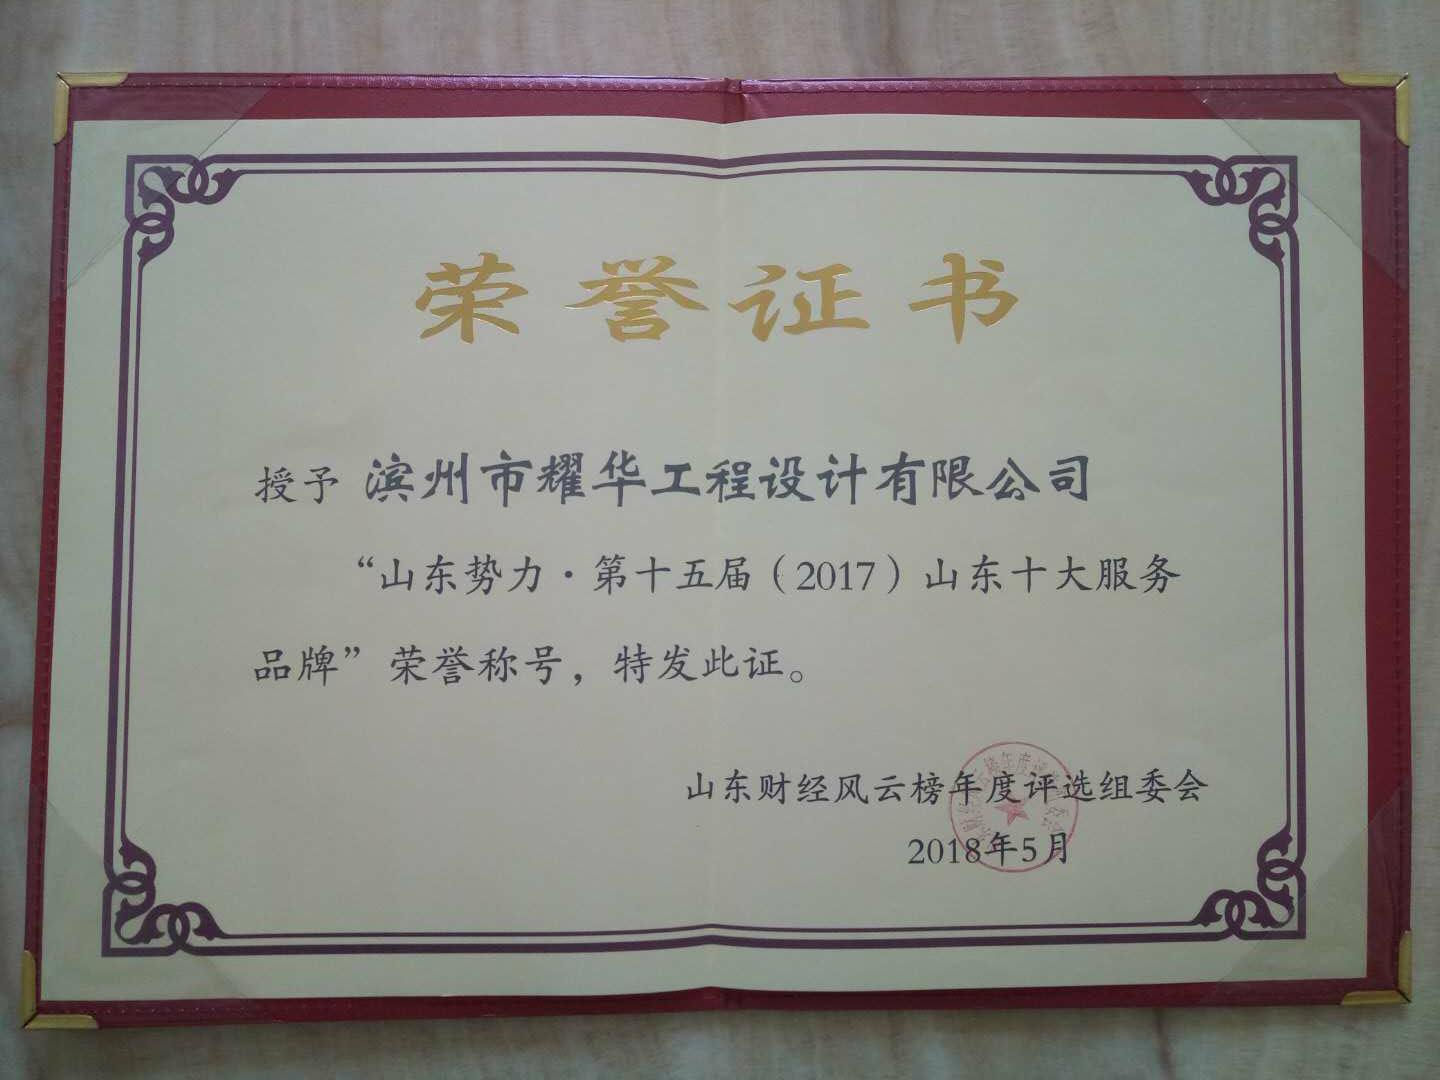 荣誉证书
授予 滨州市耀华工程设计有限公司
“山东势力·第十五届（2017）山东十大服务
品牌”荣誉称号，特发此证。
山东财经风云榜年度评选组委会
2018年5月